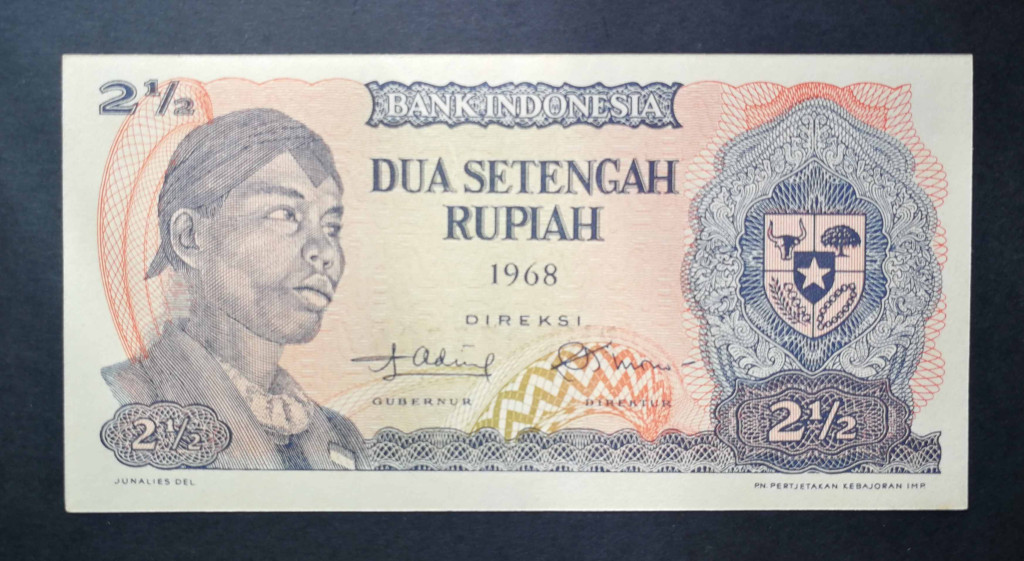 2½
BANK INDONESIA
DUA SETENGAH
RUPIAH
1968
DIREKSI
GUBERNUR
DIREKTUR
2½
2½
JUNALIES DEL.
PN. PERTJETAKAN KEBAJORAN IMP.